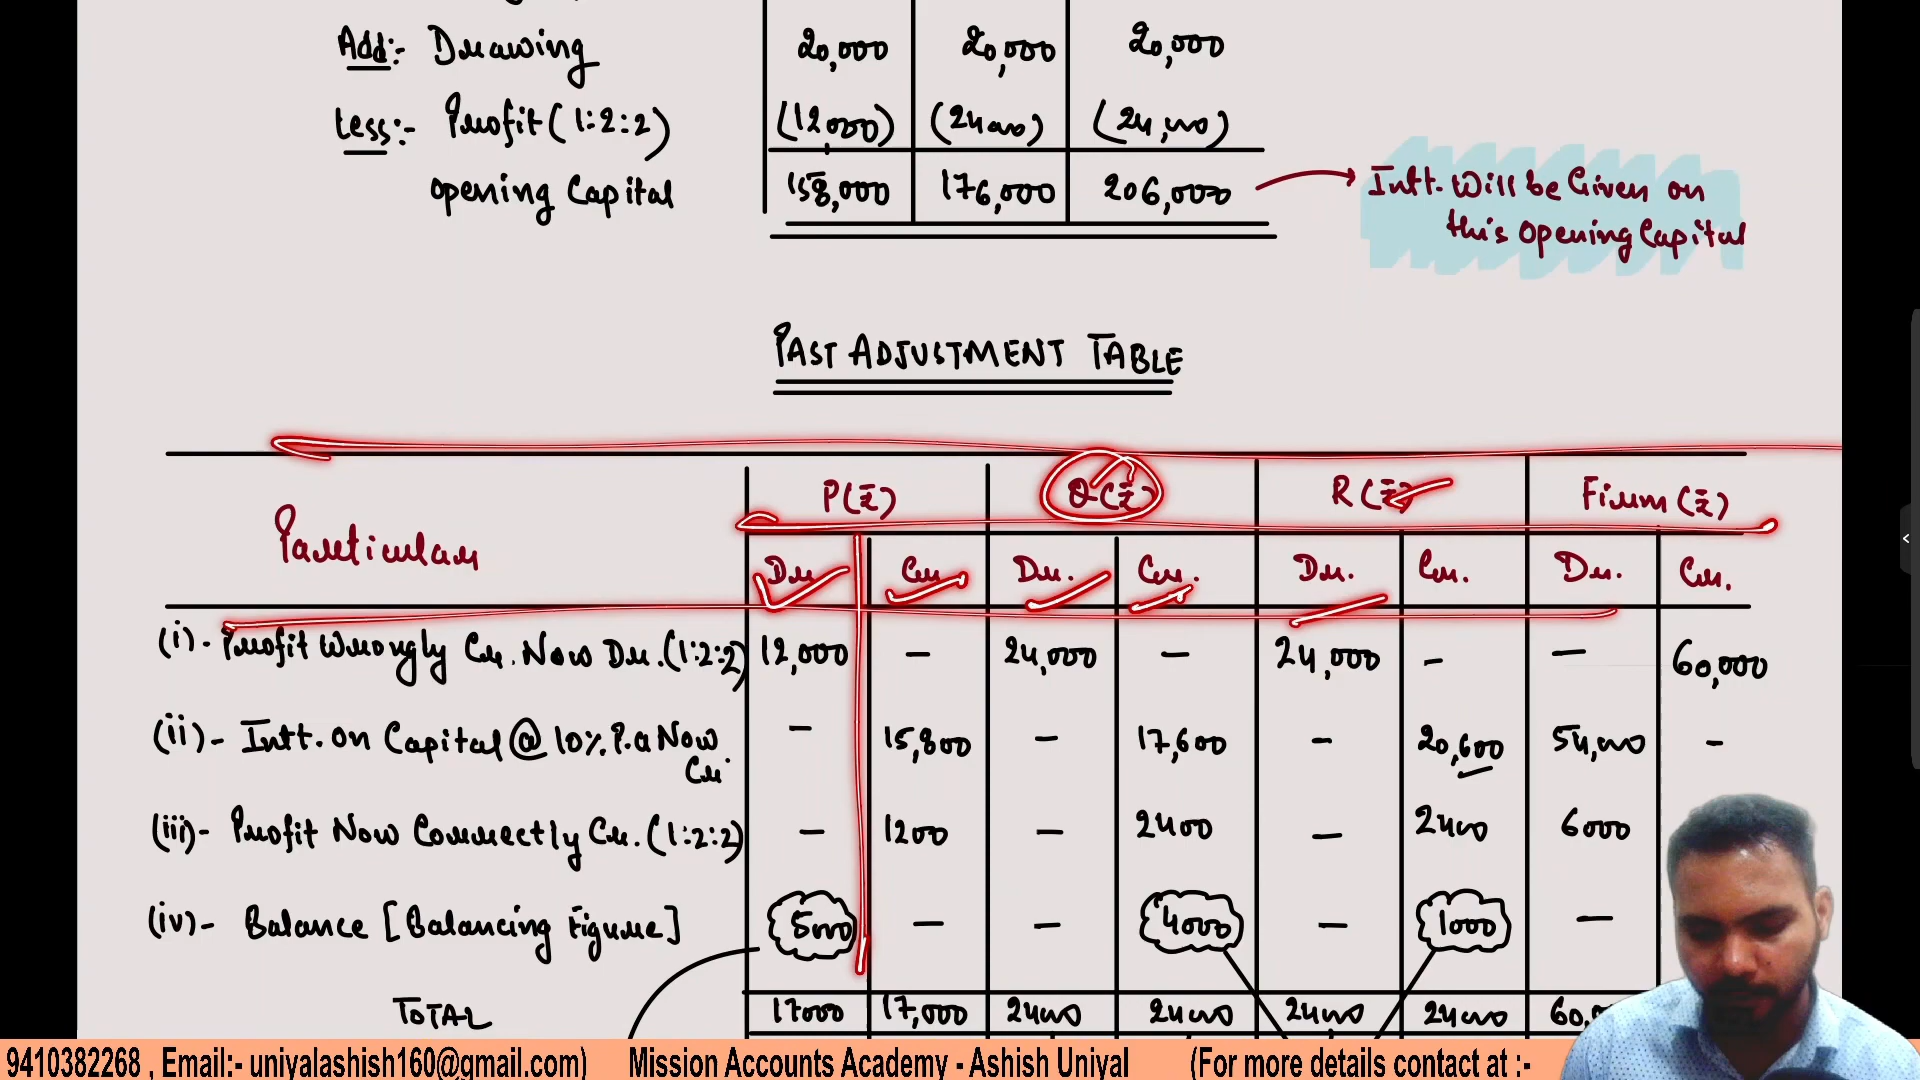 Add:- Drawing 20,000 20,000 20,000
Less:- Profit (1:2:2) (12,000) (24000) (24,000)
Opening Capital 158,000 176,000 206,000
Intt. Will be Given on
this Opening Capital
PAST ADJUSTMENT TABLE
Particular P(₹) Q(₹) R(₹) Firm(₹)
Dr. Cr. Dr. Cr. Dr. Cr. Dr. Cr.
(i)- Profit Wrongly Cr. Now Dr. (1:2:2) 12,000 – 24,000 – 24,000 – – 60,000
(ii)- Intt. On Capital @ 10% P.a Now Cr. – 15,800 – 17,600 – 20,600 54,000 –
(iii)- Profit Now Correctly Cr. (1:2:2) – 1200 – 2400 – 2400 6000
(iv)- Balance [Balancing Figure] 5000 – – 4000 – 1000 –
TOTAL 17000 17,000 24000 24000 24000 24000
9410382268 , Email:- uniyalashish160@gmail.com) Mission Accounts Academy - Ashish Uniyal (For more details contact at :-